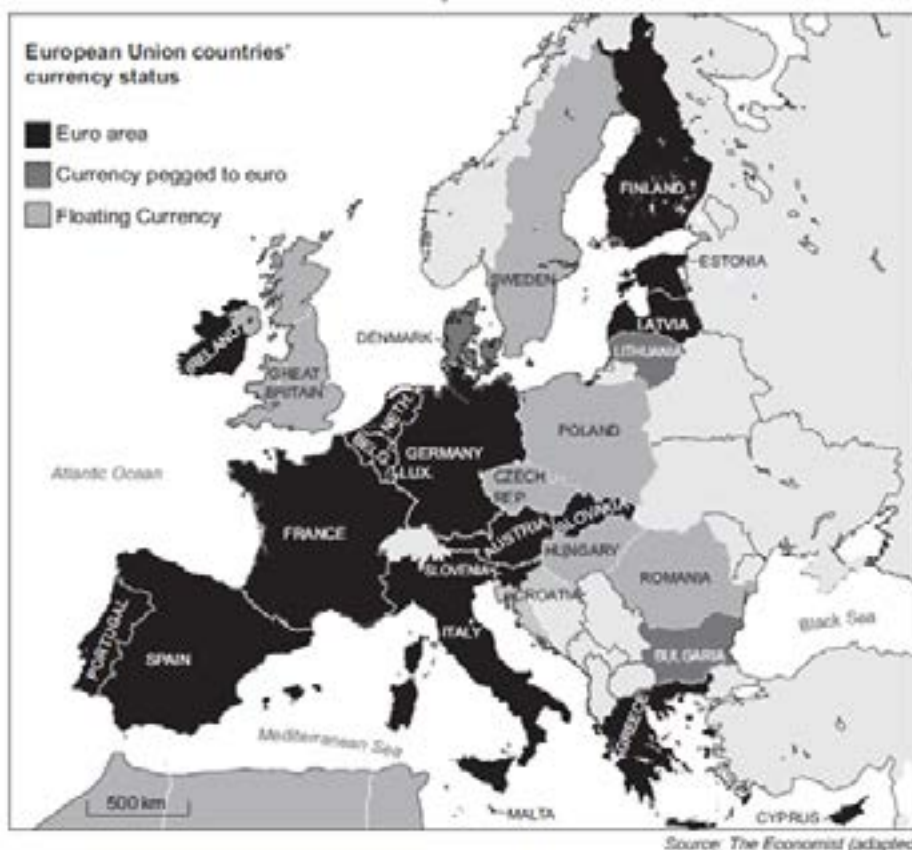 European Union countries'
currency status
Euro area
Currency pegged to euro
Floating Currency
FINLAND
ESTONIA
SWEDEN
LATVIA
DENMARK
LITHUANIA
IRELAND
GREAT
BRITAIN
NETH.
POLAND
GERMANY
LUX.
Atlantic Ocean
CZECH
REP.
SLOVAKIA
AUSTRIA
FRANCE
HUNGARY
SLOVENIA
ROMANIA
CROATIA
Black Sea
PORTUGAL
ITALY
SPAIN
BULGARIA
GREECE
Mediterranean Sea
500 km
MALTA
CYPRUS
Source: The Economist (adapted